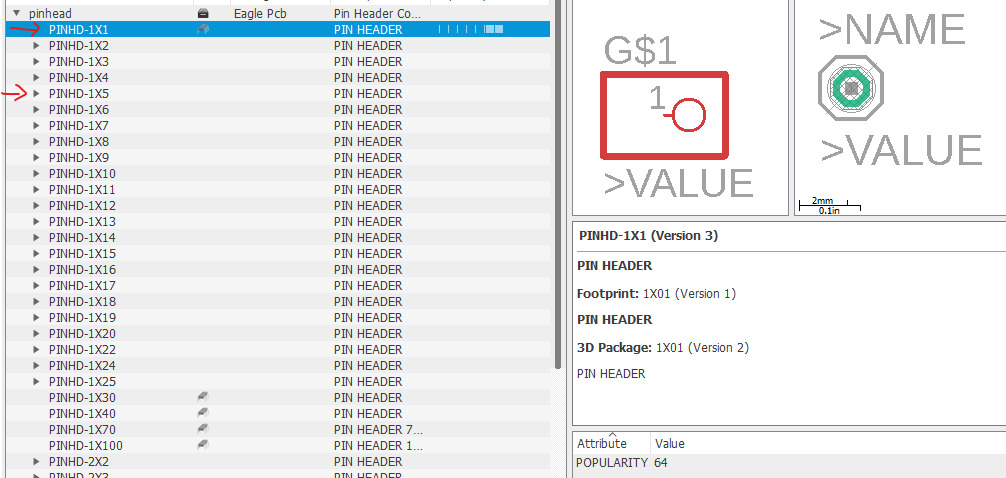 pinhead Eagle Pcb Pin Header Co...
PINHD-1X1 PIN HEADER
PINHD-1X2 PIN HEADER
PINHD-1X3 PIN HEADER
PINHD-1X4 PIN HEADER
PINHD-1X5 PIN HEADER
PINHD-1X6 PIN HEADER
PINHD-1X7 PIN HEADER
PINHD-1X8 PIN HEADER
PINHD-1X9 PIN HEADER
PINHD-1X10 PIN HEADER
PINHD-1X11 PIN HEADER
PINHD-1X12 PIN HEADER
PINHD-1X13 PIN HEADER
PINHD-1X14 PIN HEADER
PINHD-1X15 PIN HEADER
PINHD-1X16 PIN HEADER
PINHD-1X17 PIN HEADER
PINHD-1X18 PIN HEADER
PINHD-1X19 PIN HEADER
PINHD-1X20 PIN HEADER
PINHD-1X22 PIN HEADER
PINHD-1X24 PIN HEADER
PINHD-1X25 PIN HEADER
PINHD-1X30 PIN HEADER
PINHD-1X40 PIN HEADER
PINHD-1X70 PIN HEADER 7...
PINHD-1X100 PIN HEADER 1...
PINHD-2X2 PIN HEADER
PINHD-2X3 PIN HEADER
G$1
1
>VALUE
>NAME
>VALUE
2mm
0.1in
PINHD-1X1 (Version 3)
PIN HEADER
Footprint: 1X01 (Version 1)
PIN HEADER
3D Package: 1X01 (Version 2)
PIN HEADER
Attribute Value
POPULARITY 64